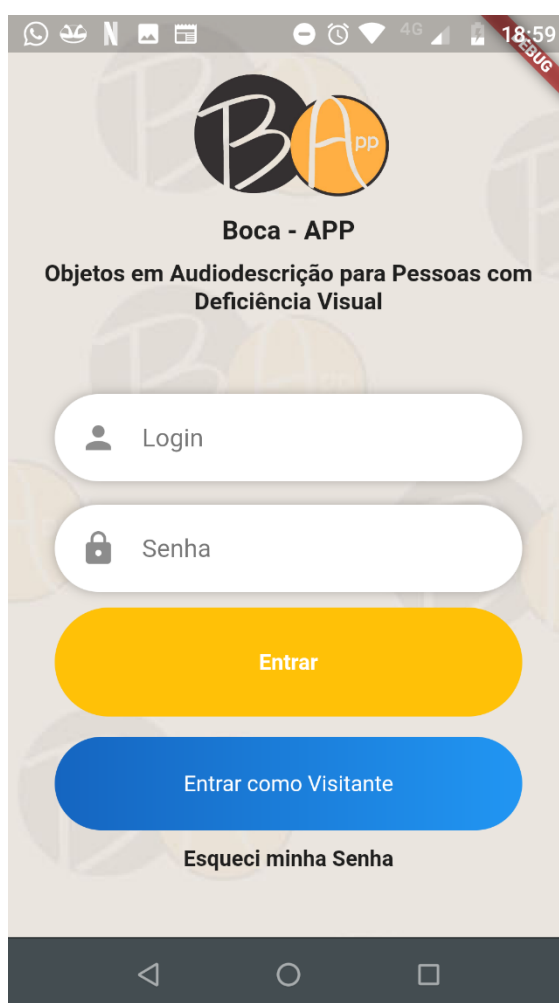 4G
18:59
DEBUG
BApp
Boca - APP
Objetos em Audiodescrição para Pessoas com
Deficiência Visual
Login
Senha
Entrar
Entrar como Visitante
Esqueci minha Senha